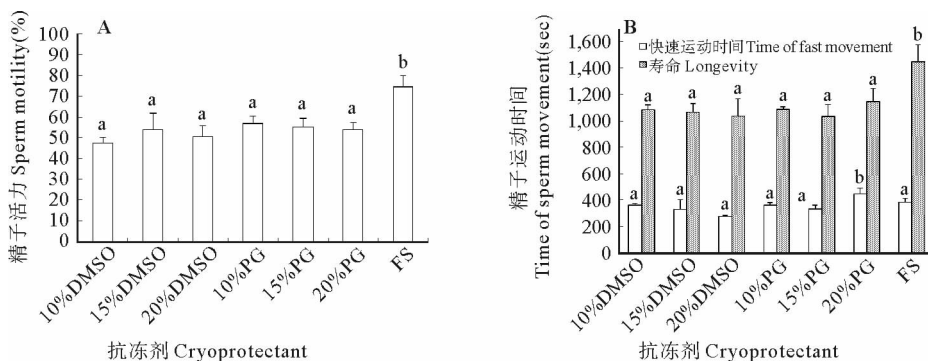 A
精子活力 Sperm motility(%)
100
90
80
70
60
50
40
30
20
10
0
a
a
a
a
a
a
b
10%DMSO
15%DMSO
20%DMSO
10%PG
15%PG
20%PG
FS
抗冻剂 Cryoprotectant
B
精子运动时间
Time of sperm movement(sec)
1,600
1,400
1,200
1,000
800
600
400
200
0
快速运动时间 Time of fast movement
寿命 Longevity
a
a
a
a
a
a
b
a
a
a
a
a
b
a
10%DMSO
15%DMSO
20%DMSO
10%PG
15%PG
20%PG
FS
抗冻剂 Cryoprotectant